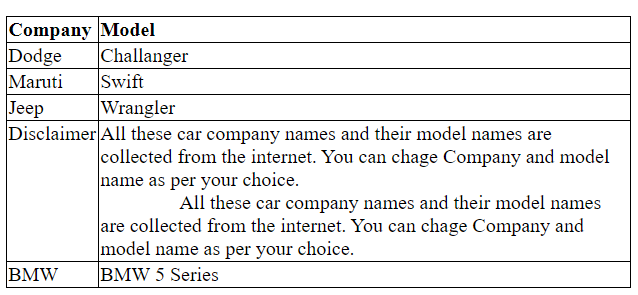 Company Model
Dodge Challanger
Maruti Swift
Jeep Wrangler
Disclaimer All these car company names and their model names are
collected from the internet. You can chage Company and model
name as per your choice.
All these car company names and their model names
are collected from the internet. You can chage Company and
model name as per your choice.
BMW BMW 5 Series